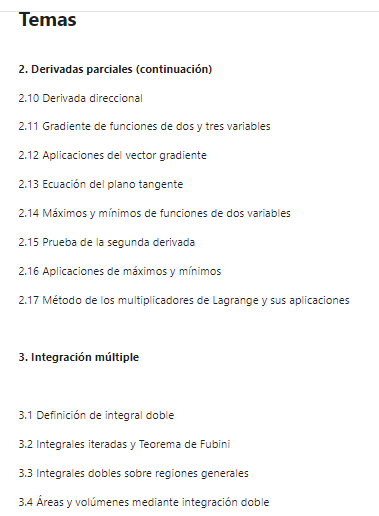 Temas
2. Derivadas parciales (continuación)
2.10 Derivada direccional
2.11 Gradiente de funciones de dos y tres variables
2.12 Aplicaciones del vector gradiente
2.13 Ecuación del plano tangente
2.14 Máximos y mínimos de funciones de dos variables
2.15 Prueba de la segunda derivada
2.16 Aplicaciones de máximos y mínimos
2.17 Método de los multiplicadores de Lagrange y sus aplicaciones
3. Integración múltiple
3.1 Definición de integral doble
3.2 Integrales iteradas y Teorema de Fubini
3.3 Integrales dobles sobre regiones generales
3.4 Áreas y volúmenes mediante integración doble